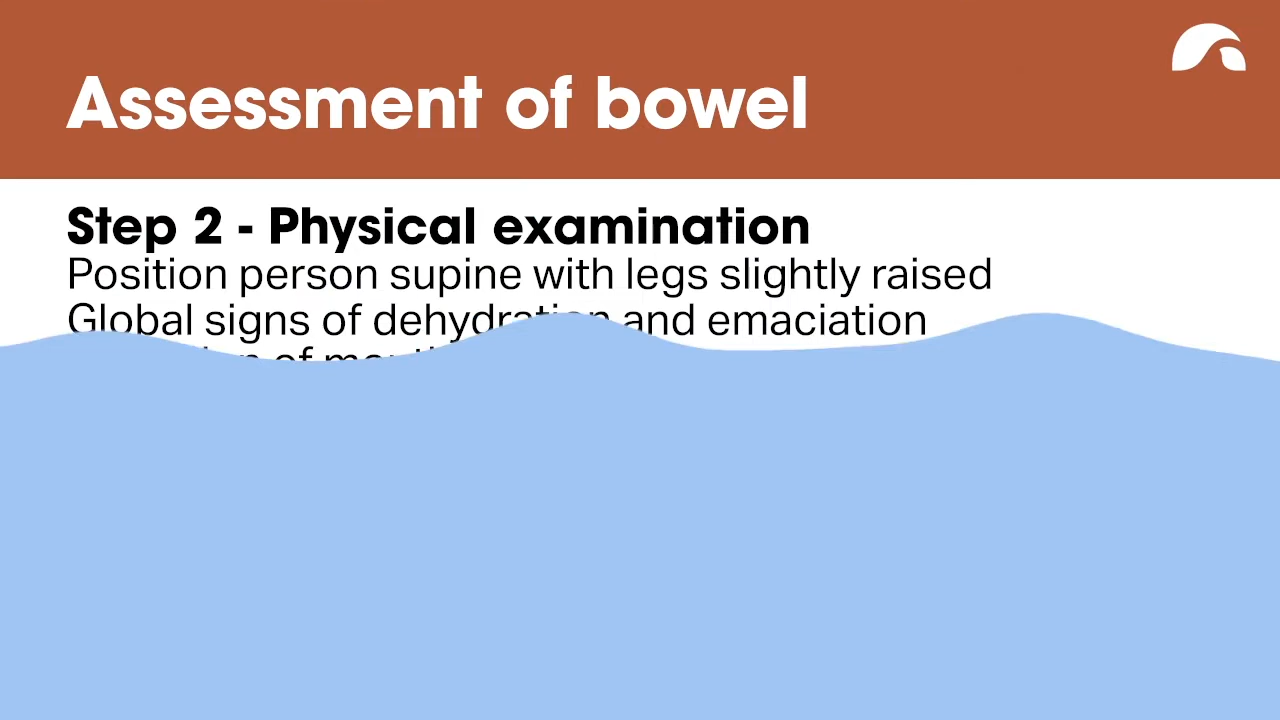 Assessment of bowel
Step 2 - Physical examination
Position person supine with legs slightly raised
Global signs of dehydration and emaciation
of